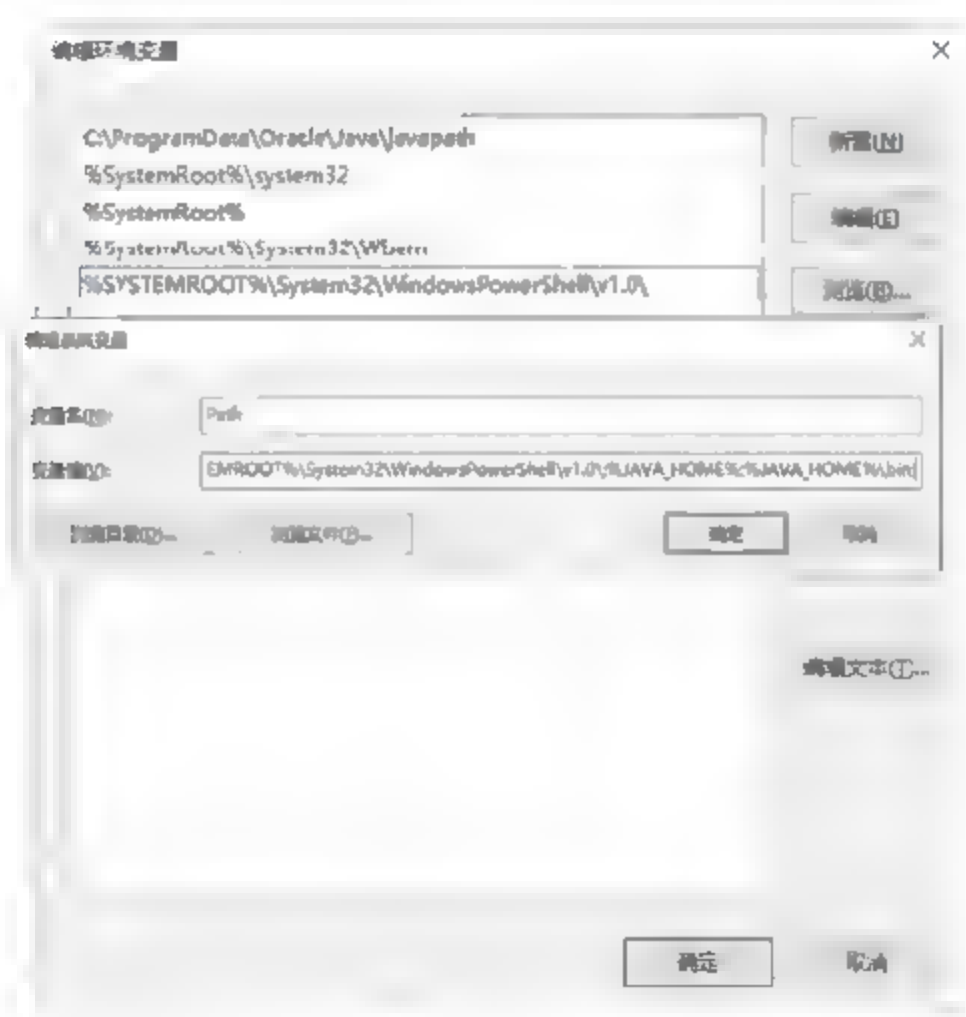 编辑环境变量
C:\ProgramData\Oracle\Java\javapath
新建(N)
%SystemRoot%\system32
%SystemRoot%
编辑(E)
%SystemRoot%\System32\Wbem
%SYSTEMROOT%\System32\WindowsPowerShell\v1.0\
浏览(B)...
编辑系统变量
变量名(N):
Path
变量值(V):
EMROOT%\System32\WindowsPowerShell\v1.0\;%JAVA_HOME%;%JAVA_HOME%\bin;
浏览目录(D)...
浏览文件(F)...
确定
取消
编辑文本(T)...
确定
取消